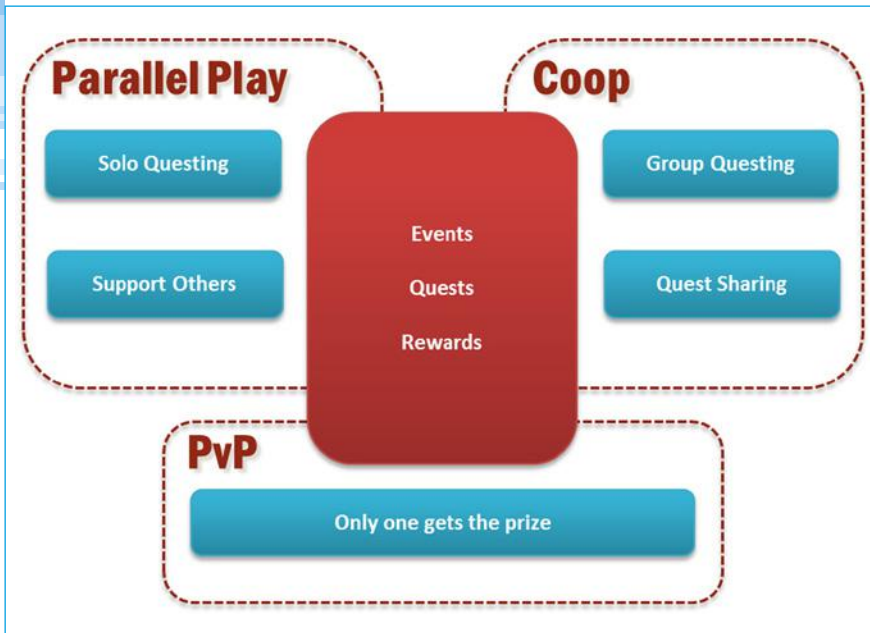 Parallel Play
Solo Questing
Support Others
Coop
Group Questing
Quest Sharing
Events
Quests
Rewards
PvP
Only one gets the prize